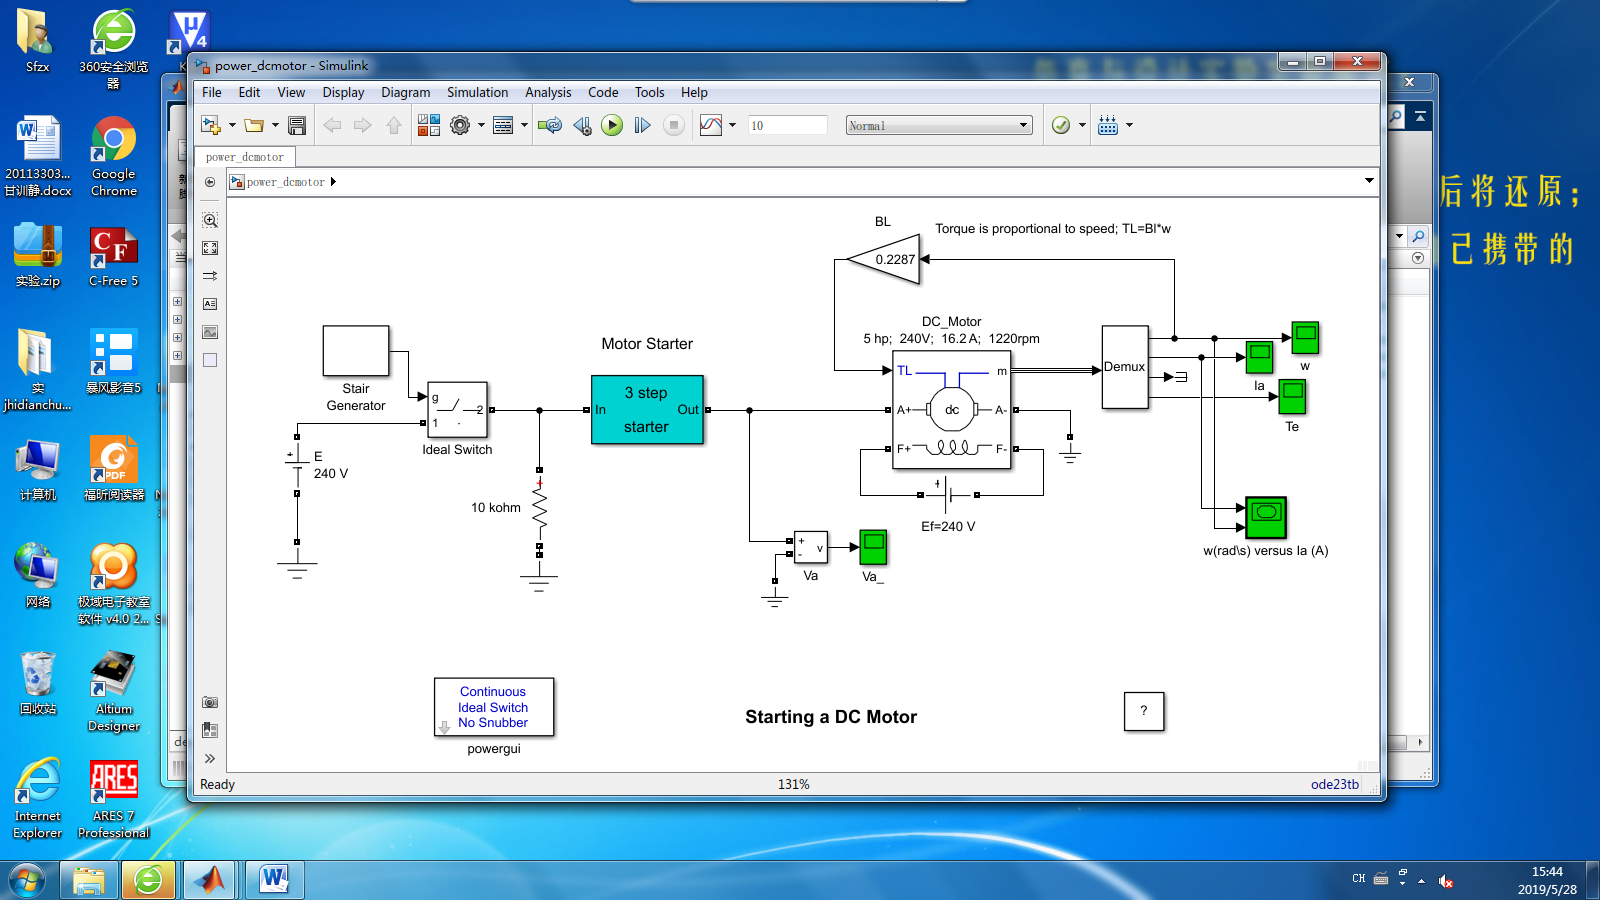 Sfzx
360安全浏览
器
20113303...
甘训静.docx
Google
Chrome
实验.zip
C-Free 5
实
jhidianchu...
暴风影音5
计算机
福昕阅读器
网络
极域电子教室
软件 v4.0 2...
回收站
Altium
Designer
Internet
Explorer
ARES 7
Professional
后将还原；
已携带的
power_dcmotor - Simulink
File Edit View Display Diagram Simulation Analysis Code Tools Help
10
Normal
power_dcmotor
power_dcmotor
BL
Torque is proportional to speed; TL=Bl*w
0.2287
DC_Motor
5 hp; 240V; 16.2 A; 1220rpm
Motor Starter
Stair
Generator
g
1
2
Ideal Switch
3 step
In Out
starter
TL m
A+ dc A-
F+ F-
Demux
w
Ia
Te
E
240 V
10 kohm
Ef=240 V
+
-
v
Va
Va_
w(rad\s) versus Ia (A)
Continuous
Ideal Switch
No Snubber
powergui
Starting a DC Motor
?
Ready
131%
ode23tb
CH
15:44
2019/5/28